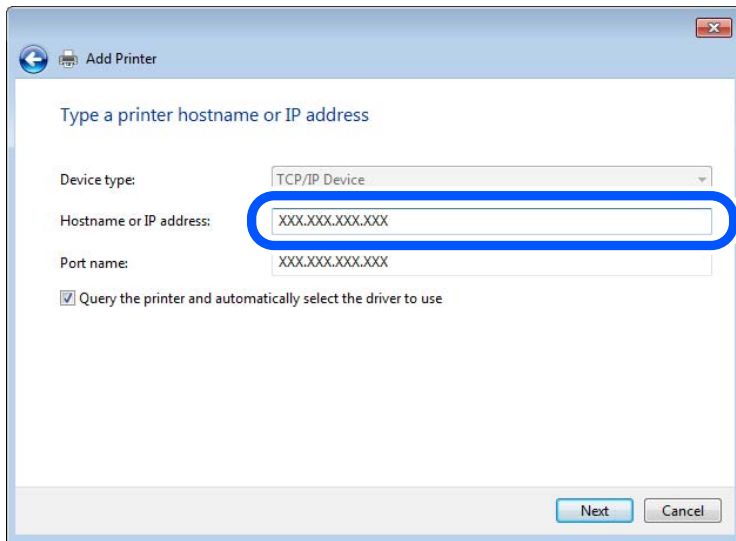 Add Printer
Type a printer hostname or IP address
Device type: TCP/IP Device
Hostname or IP address: XXX.XXX.XXX.XXX
Port name: XXX.XXX.XXX.XXX
Query the printer and automatically select the driver to use
Next Cancel